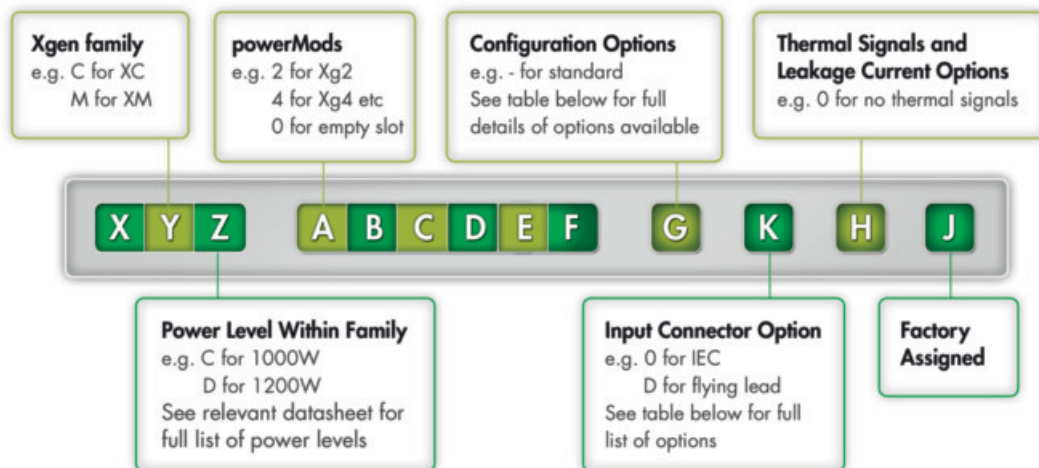 Xgen family
e.g. C for XC
M for XM
powerMods
e.g. 2 for Xg2
4 for Xg4 etc
0 for empty slot
Configuration Options
e.g. - for standard
See table below for full
details of options available
Thermal Signals and
Leakage Current Options
e.g. 0 for no thermal signals
X Y Z A B C D E F G K H J
Power Level Within Family
e.g. C for 1000W
D for 1200W
See relevant datasheet for
full list of power levels
Input Connector Option
e.g. 0 for IEC
D for flying lead
See table below for full
list of options
Factory
Assigned